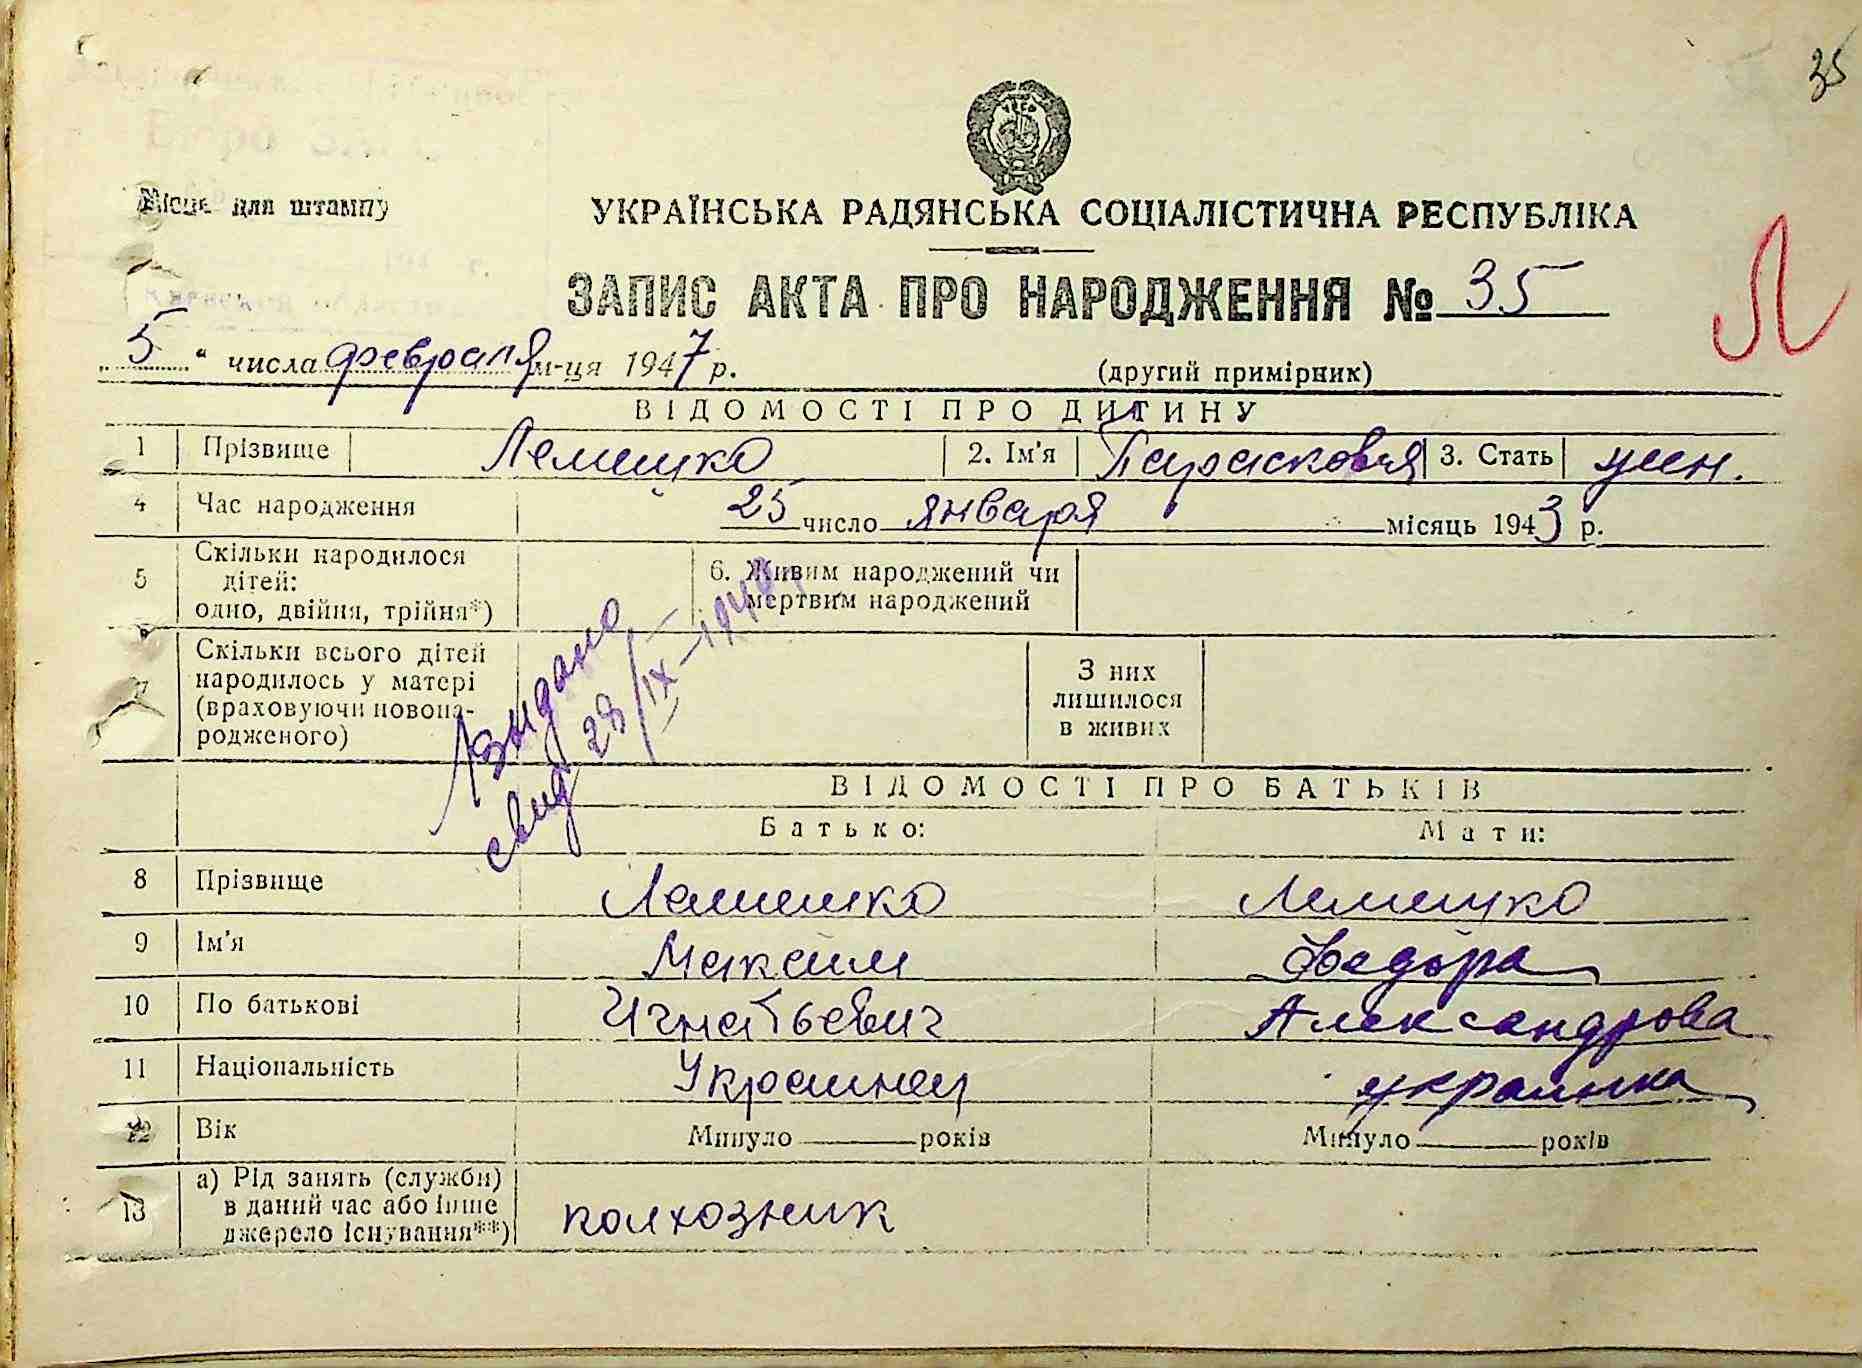 35
Місце для штампу
УКРАЇНСЬКА РАДЯНСЬКА СОЦІАЛІСТИЧНА РЕСПУБЛІКА
ЗАПИС АКТА ПРО НАРОДЖЕННЯ № 35
Л
„5“ числа февраля м-ця 1947 р.
(другий примірник)
ВІДОМОСТІ ПРО ДИТИНУ
1 Прізвище Лемешко 2. Ім'я Парасковья 3. Стать жен.
4 Час народження 25 число января місяць 1943 р.
5 Скільки народилося дітей: одно, двійня, трійня*) 6. Живим народжений чи мертвим народжений
7 Скільки всього дітей народилось у матері (враховуючи новонародженого) З них лишилося в живих
свид 28/IX-194
ВІДОМОСТІ ПРО БАТЬКІВ
Батько: Мати:
8 Прізвище Лемешко Лемешко
9 Ім'я Максим Федора
10 По батькові Игнатьевич Александрова
11 Національність Украинец украинка
12 Вік Минуло років Минуло років
13 а) Рід занять (служби) в даний час або інше джерело існування**) колхозник